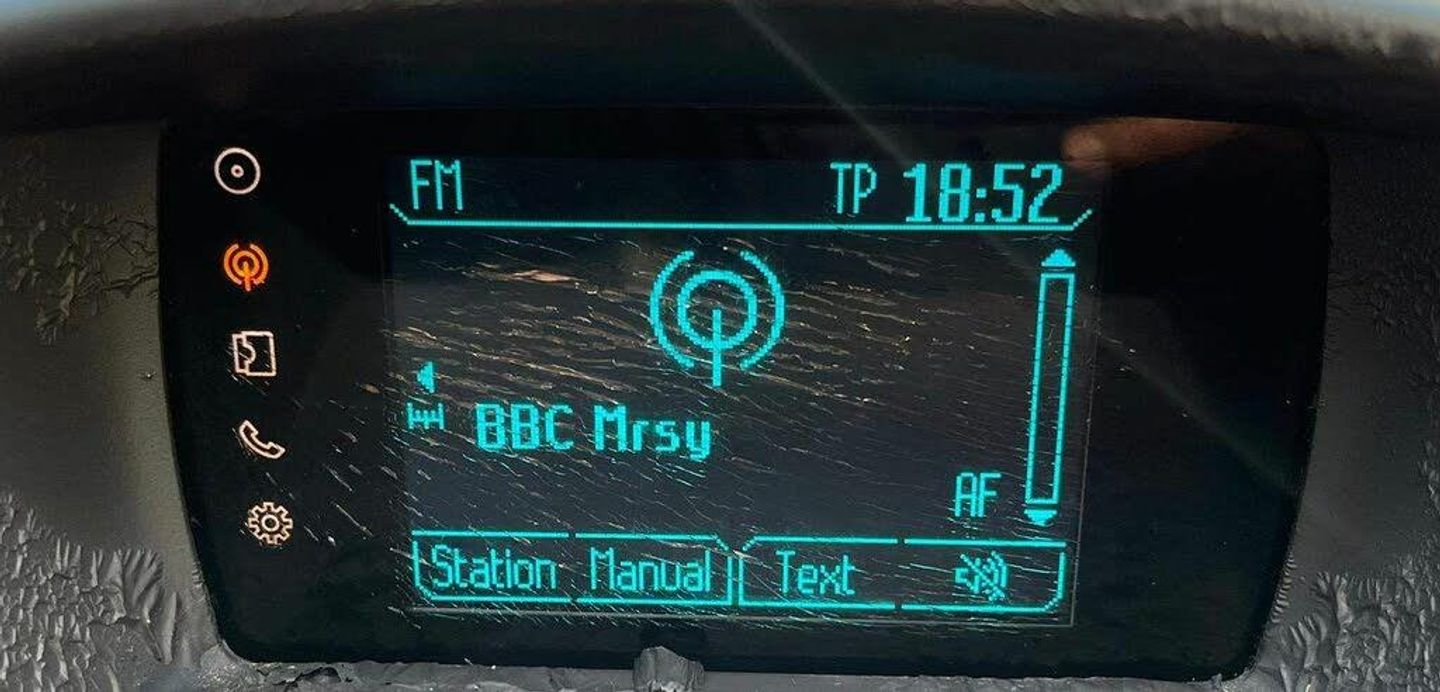 FM TP 18:52
BBC Mrsy
AF
Station Manual Text